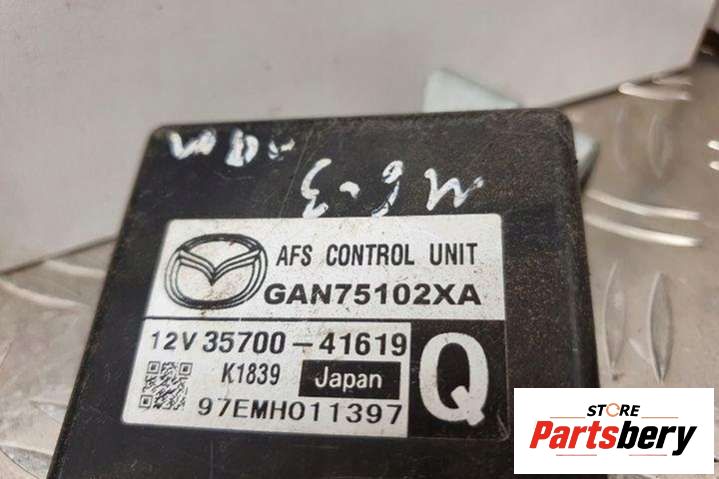 AFS CONTROL UNIT
GAN75102XA
12V 35700-41619
K1839 Japan
97EMH011397
Q
STORE
Partsbery